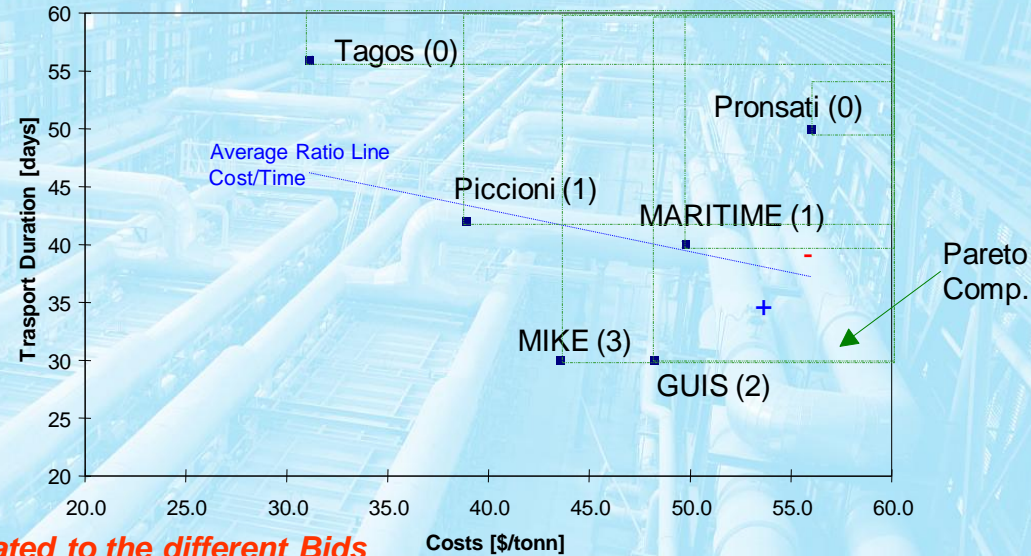 60
55
50
45
40
35
30
25
20
Trasport Duration [days]
Tagos (0)
Pronsati (0)
Average Ratio Line
Cost/Time
Piccioni (1)
MARITIME (1)
-
Pareto
Comp.
+
MIKE (3)
GUIS (2)
20.0 25.0 30.0 35.0 40.0 45.0 50.0 55.0 60.0
Costs [$/tonn]
ated to the different Bids